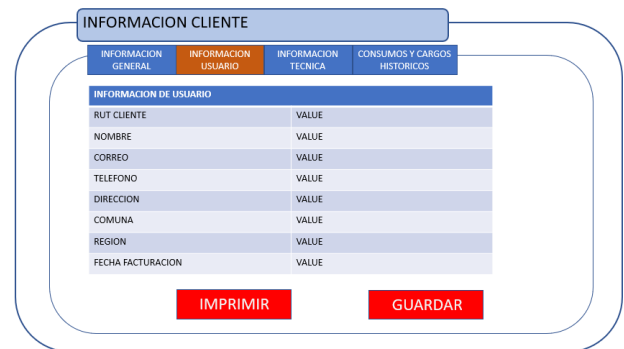 INFORMACION CLIENTE
INFORMACION GENERAL
INFORMACION USUARIO
INFORMACION TECNICA
CONSUMOS Y CARGOS HISTORICOS
INFORMACION DE USUARIO
RUT CLIENTE VALUE
NOMBRE VALUE
CORREO VALUE
TELEFONO VALUE
DIRECCION VALUE
COMUNA VALUE
REGION VALUE
FECHA FACTURACION VALUE
IMPRIMIR GUARDAR